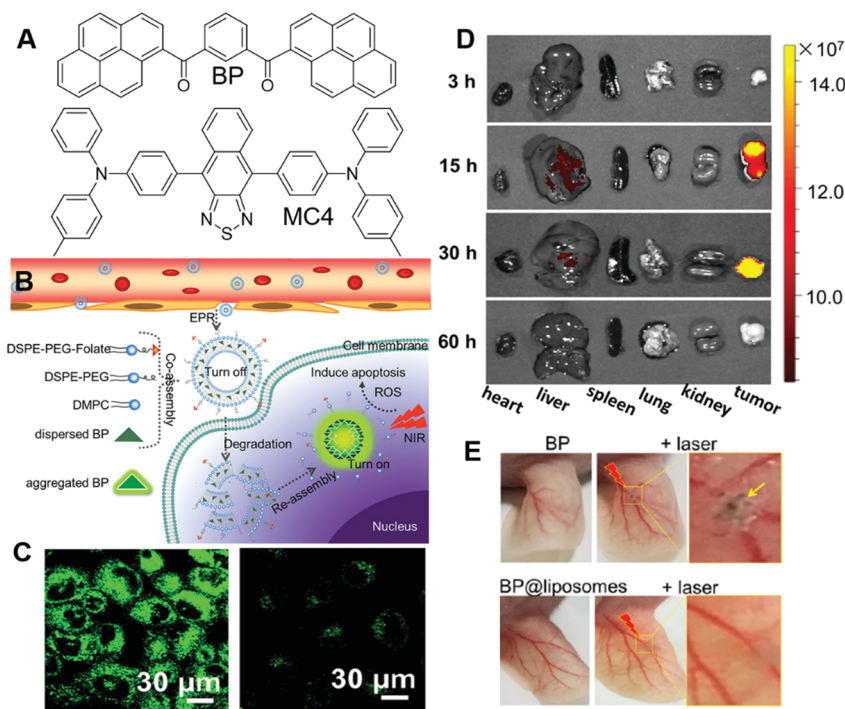 A
BP
O
O
N
N
N
N
S
MC4
B
EPR
DSPE-PEG-Folate
DSPE-PEG
DMPC
dispersed BP
aggregated BP
Co-assembly
Turn off
Cell membrane
Induce apoptosis
ROS
NIR
Degradation
Re-assembly
Turn on
Nucleus
C
30 μm
30 μm
D
3 h
15 h
30 h
60 h
heart
liver
spleen
lung
kidney
tumor
×10⁷
14.0
12.0
10.0
E
BP
+ laser
BP@liposomes
+ laser